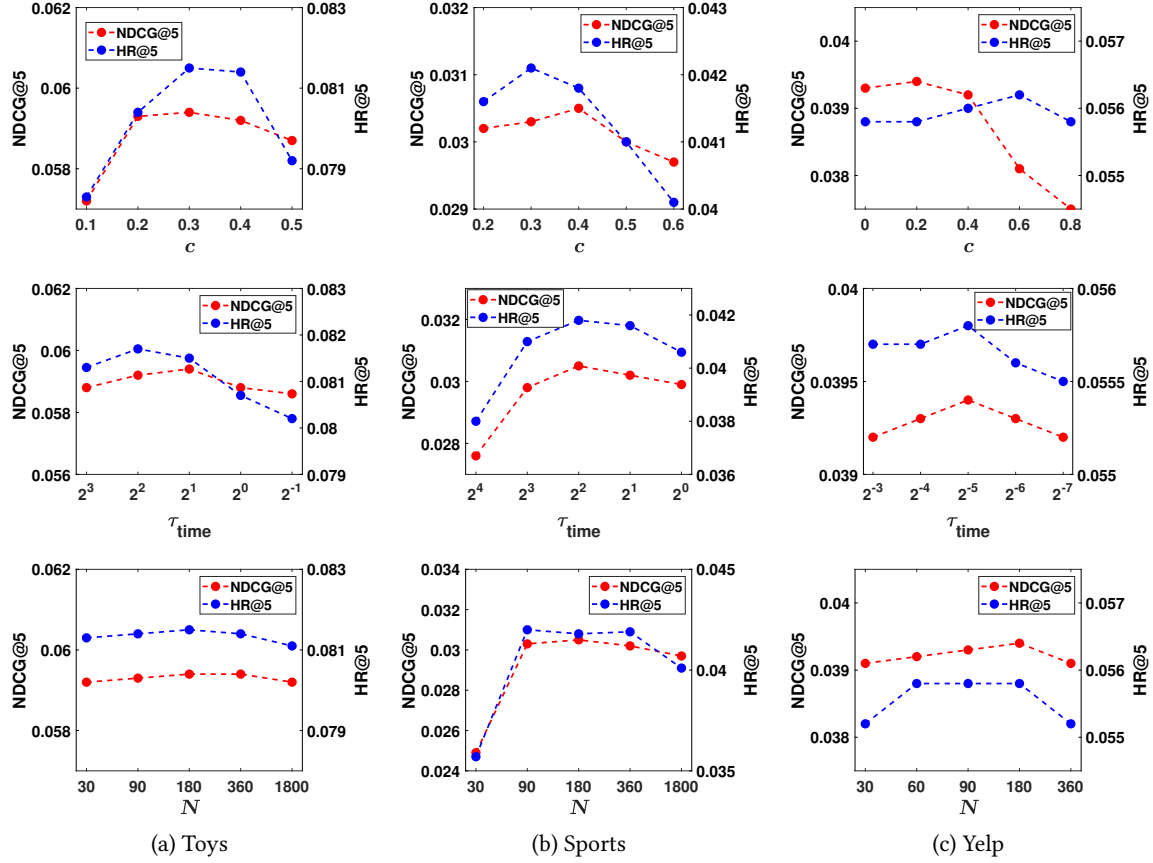 0.062
0.06
0.058
NDCG@5
0.083
0.081
0.079
HR@5
NDCG@5
HR@5
0.1 0.2 0.3 0.4 0.5
c
0.032
0.031
0.03
0.029
NDCG@5
0.043
0.042
0.041
0.04
HR@5
NDCG@5
HR@5
0.2 0.3 0.4 0.5 0.6
c
0.04
0.039
0.038
NDCG@5
0.057
0.056
0.055
HR@5
NDCG@5
HR@5
0 0.2 0.4 0.6 0.8
c
0.062
0.06
0.058
0.056
NDCG@5
0.083
0.082
0.081
0.08
0.079
HR@5
NDCG@5
HR@5
2^3 2^2 2^1 2^0 2^-1
τ_time
0.032
0.03
0.028
NDCG@5
0.042
0.04
0.038
0.036
HR@5
NDCG@5
HR@5
2^4 2^3 2^2 2^1 2^0
τ_time
0.04
0.0395
0.039
NDCG@5
0.056
0.0555
0.055
HR@5
NDCG@5
HR@5
2^-3 2^-4 2^-5 2^-6 2^-7
τ_time
0.062
0.06
0.058
NDCG@5
0.083
0.081
0.079
HR@5
NDCG@5
HR@5
30 90 180 360 1800
N
0.034
0.032
0.03
0.028
0.026
0.024
NDCG@5
0.045
0.04
0.035
HR@5
NDCG@5
HR@5
30 90 180 360 1800
N
0.04
0.039
0.038
NDCG@5
0.057
0.056
0.055
HR@5
NDCG@5
HR@5
30 60 90 180 360
N
(a) Toys
(b) Sports
(c) Yelp